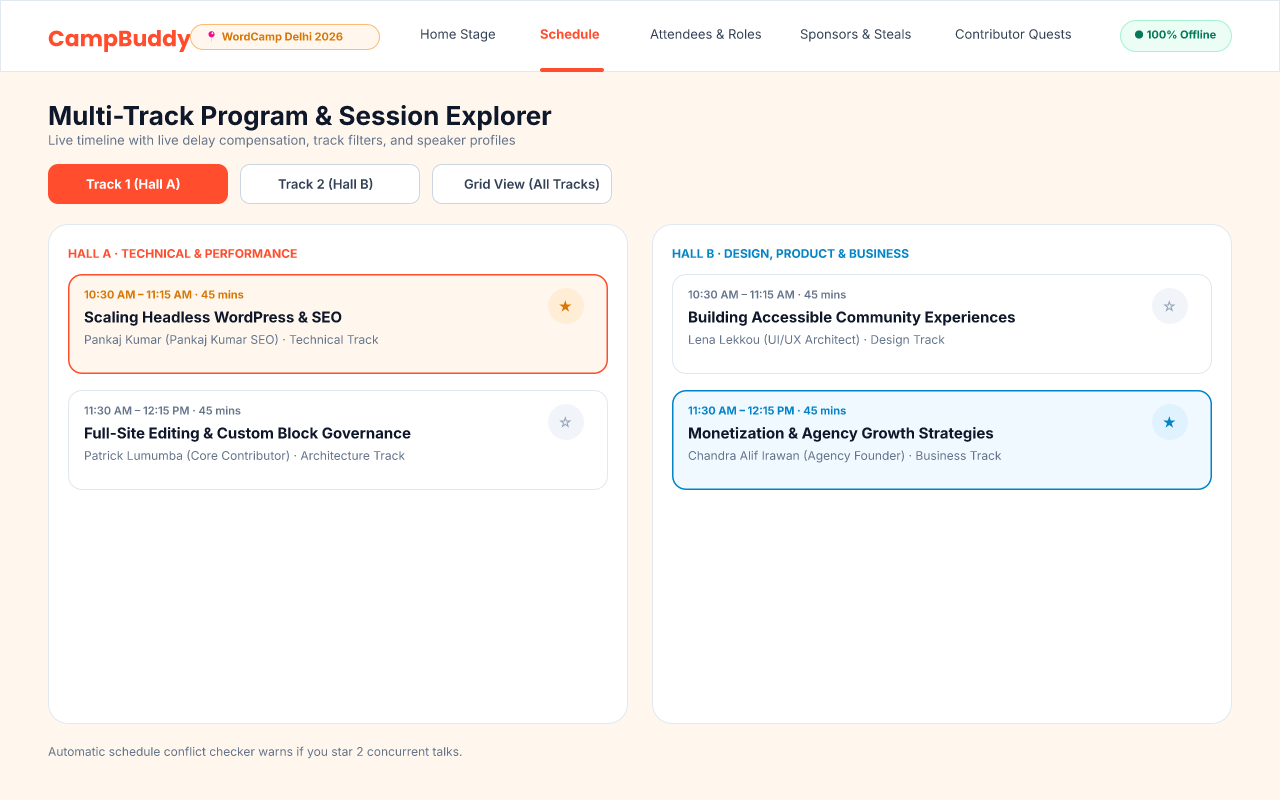 CampBuddy
📍 WordCamp Delhi 2026
Home Stage
Schedule
Attendees & Roles
Sponsors & Steals
Contributor Quests
● 100% Offline
Multi-Track Program & Session Explorer
Live timeline with live delay compensation, track filters, and speaker profiles
Track 1 (Hall A)
Track 2 (Hall B)
Grid View (All Tracks)
HALL A · TECHNICAL & PERFORMANCE
10:30 AM – 11:15 AM · 45 mins
★
Scaling Headless WordPress & SEO
Pankaj Kumar (Pankaj Kumar SEO) · Technical Track
11:30 AM – 12:15 PM · 45 mins
☆
Full-Site Editing & Custom Block Governance
Patrick Lumumba (Core Contributor) · Architecture Track
HALL B · DESIGN, PRODUCT & BUSINESS
10:30 AM – 11:15 AM · 45 mins
☆
Building Accessible Community Experiences
Lena Lekkou (UI/UX Architect) · Design Track
11:30 AM – 12:15 PM · 45 mins
★
Monetization & Agency Growth Strategies
Chandra Alif Irawan (Agency Founder) · Business Track
Automatic schedule conflict checker warns if you star 2 concurrent talks.